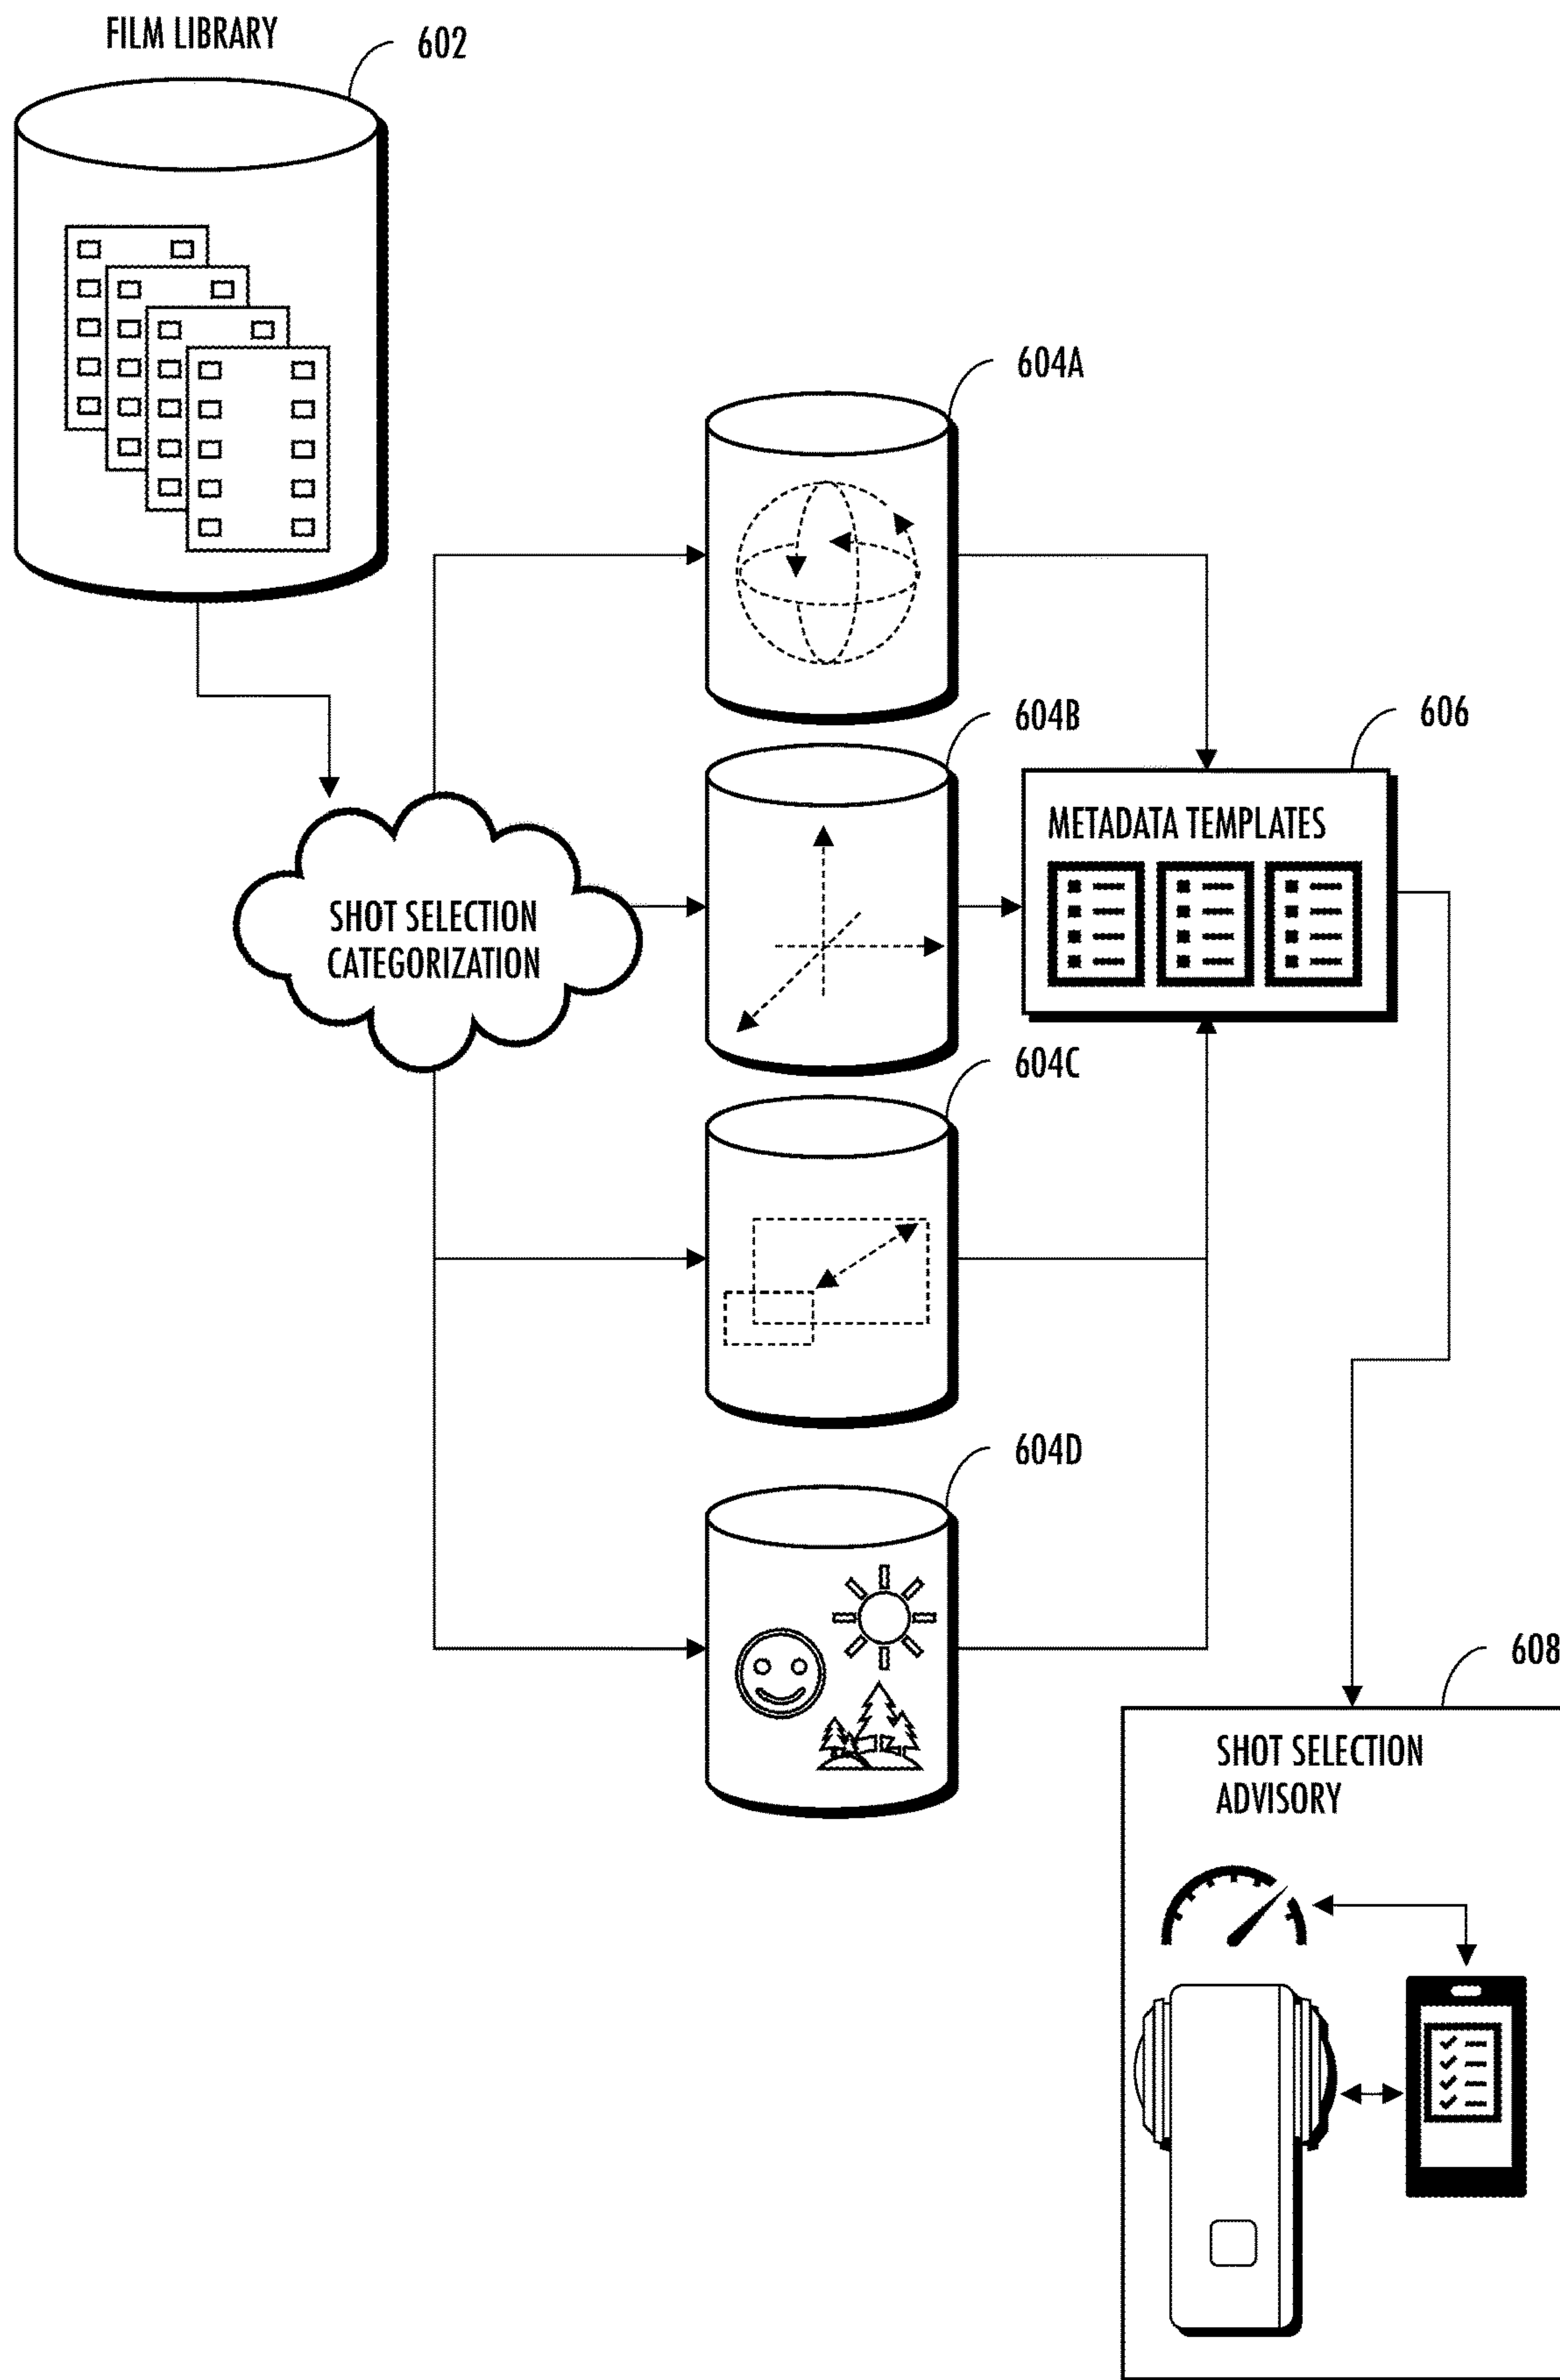 FILM LIBRARY
602
604A
604B
606
METADATA TEMPLATES
SHOT SELECTION
CATEGORIZATION
604C
604D
608
SHOT SELECTION
ADVISORY